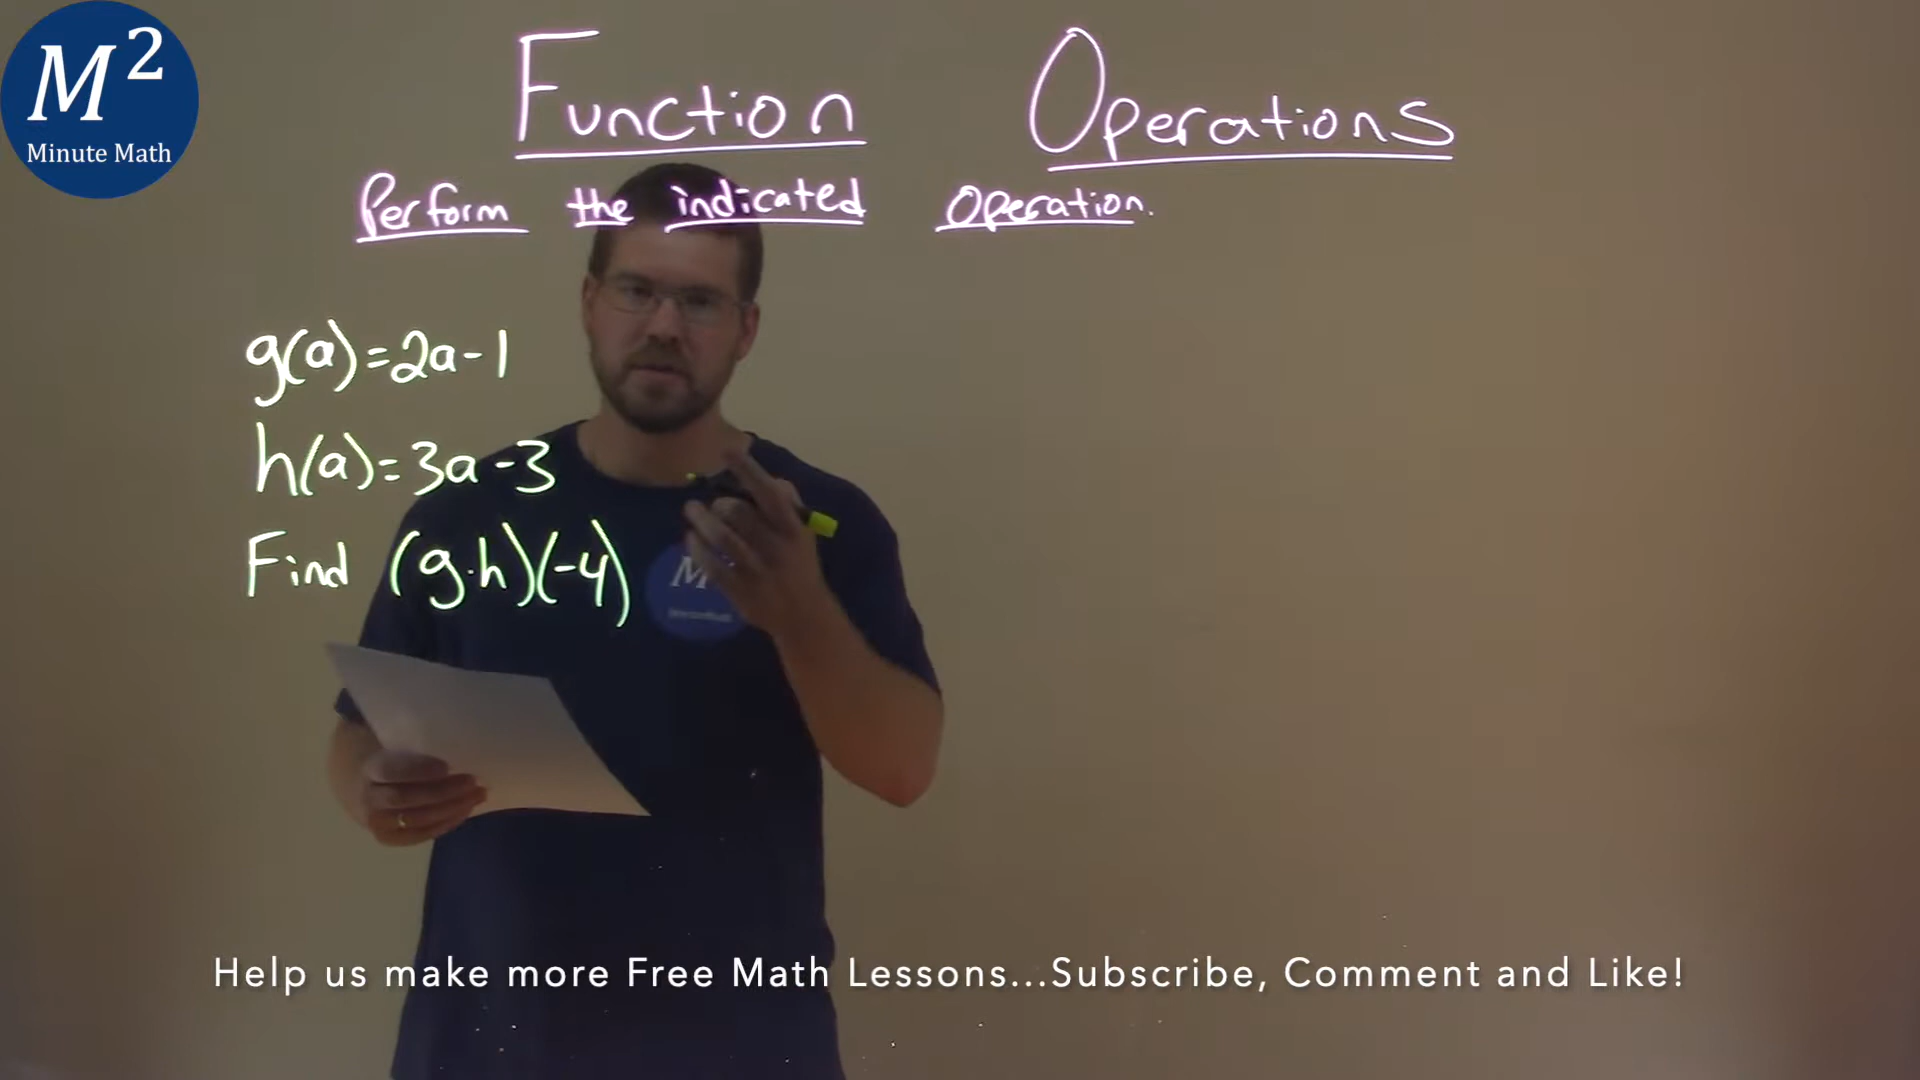 M²
Minute Math
Function Operations
Perform the indicated operation.
g(a)=2a-1
h(a)=3a-3
Find (g·h)(-4)
M
Help us make more Free Math Lessons...Subscribe, Comment and Like!